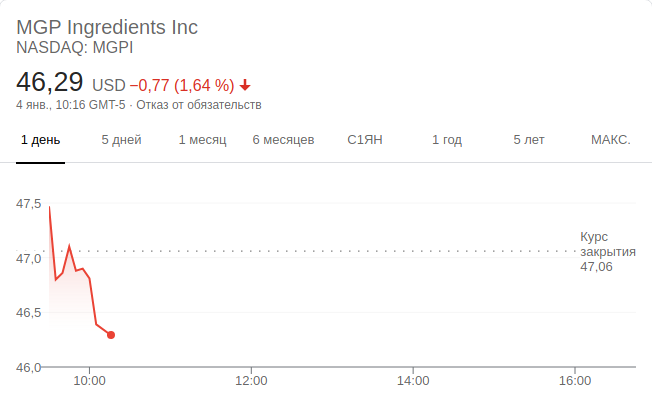 MGP Ingredients Inc
NASDAQ: MGPI
46,29 USD −0,77 (1,64 %)
4 янв., 10:16 GMT-5 · Отказ от обязательств
1 день 5 дней 1 месяц 6 месяцев С1ЯН 1 год 5 лет МАКС.
47,5
Курс
закрытия
47,06
47,0
46,5
46,0
10:00 12:00 14:00 16:00